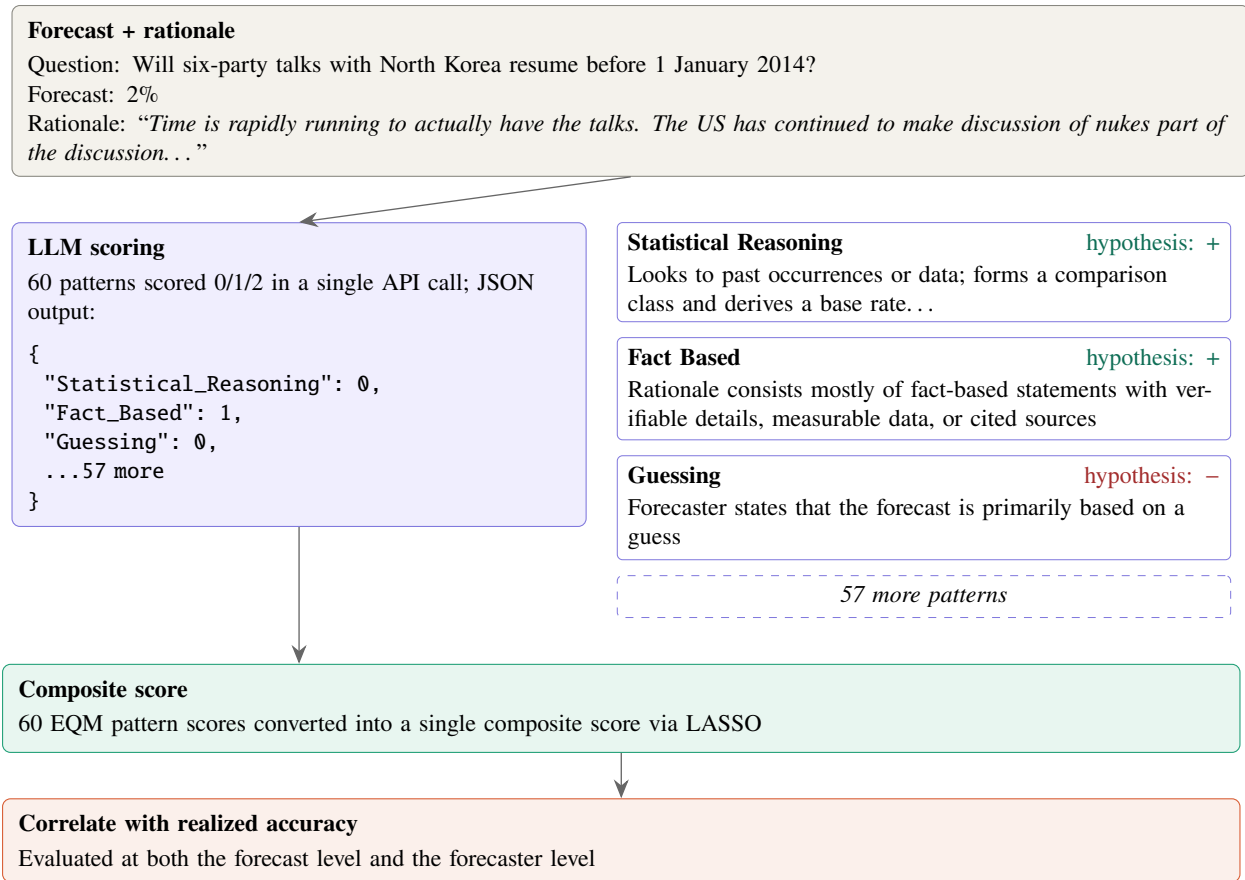 Forecast + rationale
Question: Will six-party talks with North Korea resume before 1 January 2014?
Forecast: 2%
Rationale: “Time is rapidly running to actually have the talks. The US has continued to make discussion of nukes part of
the discussion. . . ”
LLM scoring
60 patterns scored 0/1/2 in a single API call; JSON
output:
{
"Statistical_Reasoning": 0,
"Fact_Based": 1,
"Guessing": 0,
...57 more
}
Statistical Reasoning hypothesis: +
Looks to past occurrences or data; forms a comparison
class and derives a base rate. . .
Fact Based hypothesis: +
Rationale consists mostly of fact-based statements with ver-
ifiable details, measurable data, or cited sources
Guessing hypothesis: −
Forecaster states that the forecast is primarily based on a
guess
57 more patterns
Composite score
60 EQM pattern scores converted into a single composite score via LASSO
Correlate with realized accuracy
Evaluated at both the forecast level and the forecaster level